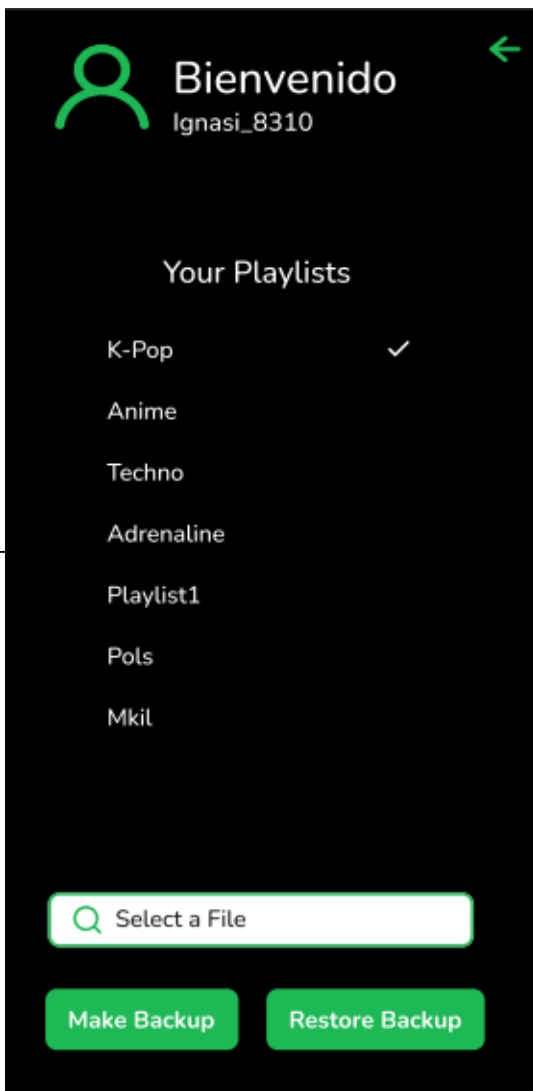 Bienvenido
Ignasi_8310
Your Playlists
K-Pop
Anime
Techno
Adrenaline
Playlist1
Pols
Mkil
Select a File
Make Backup
Restore Backup